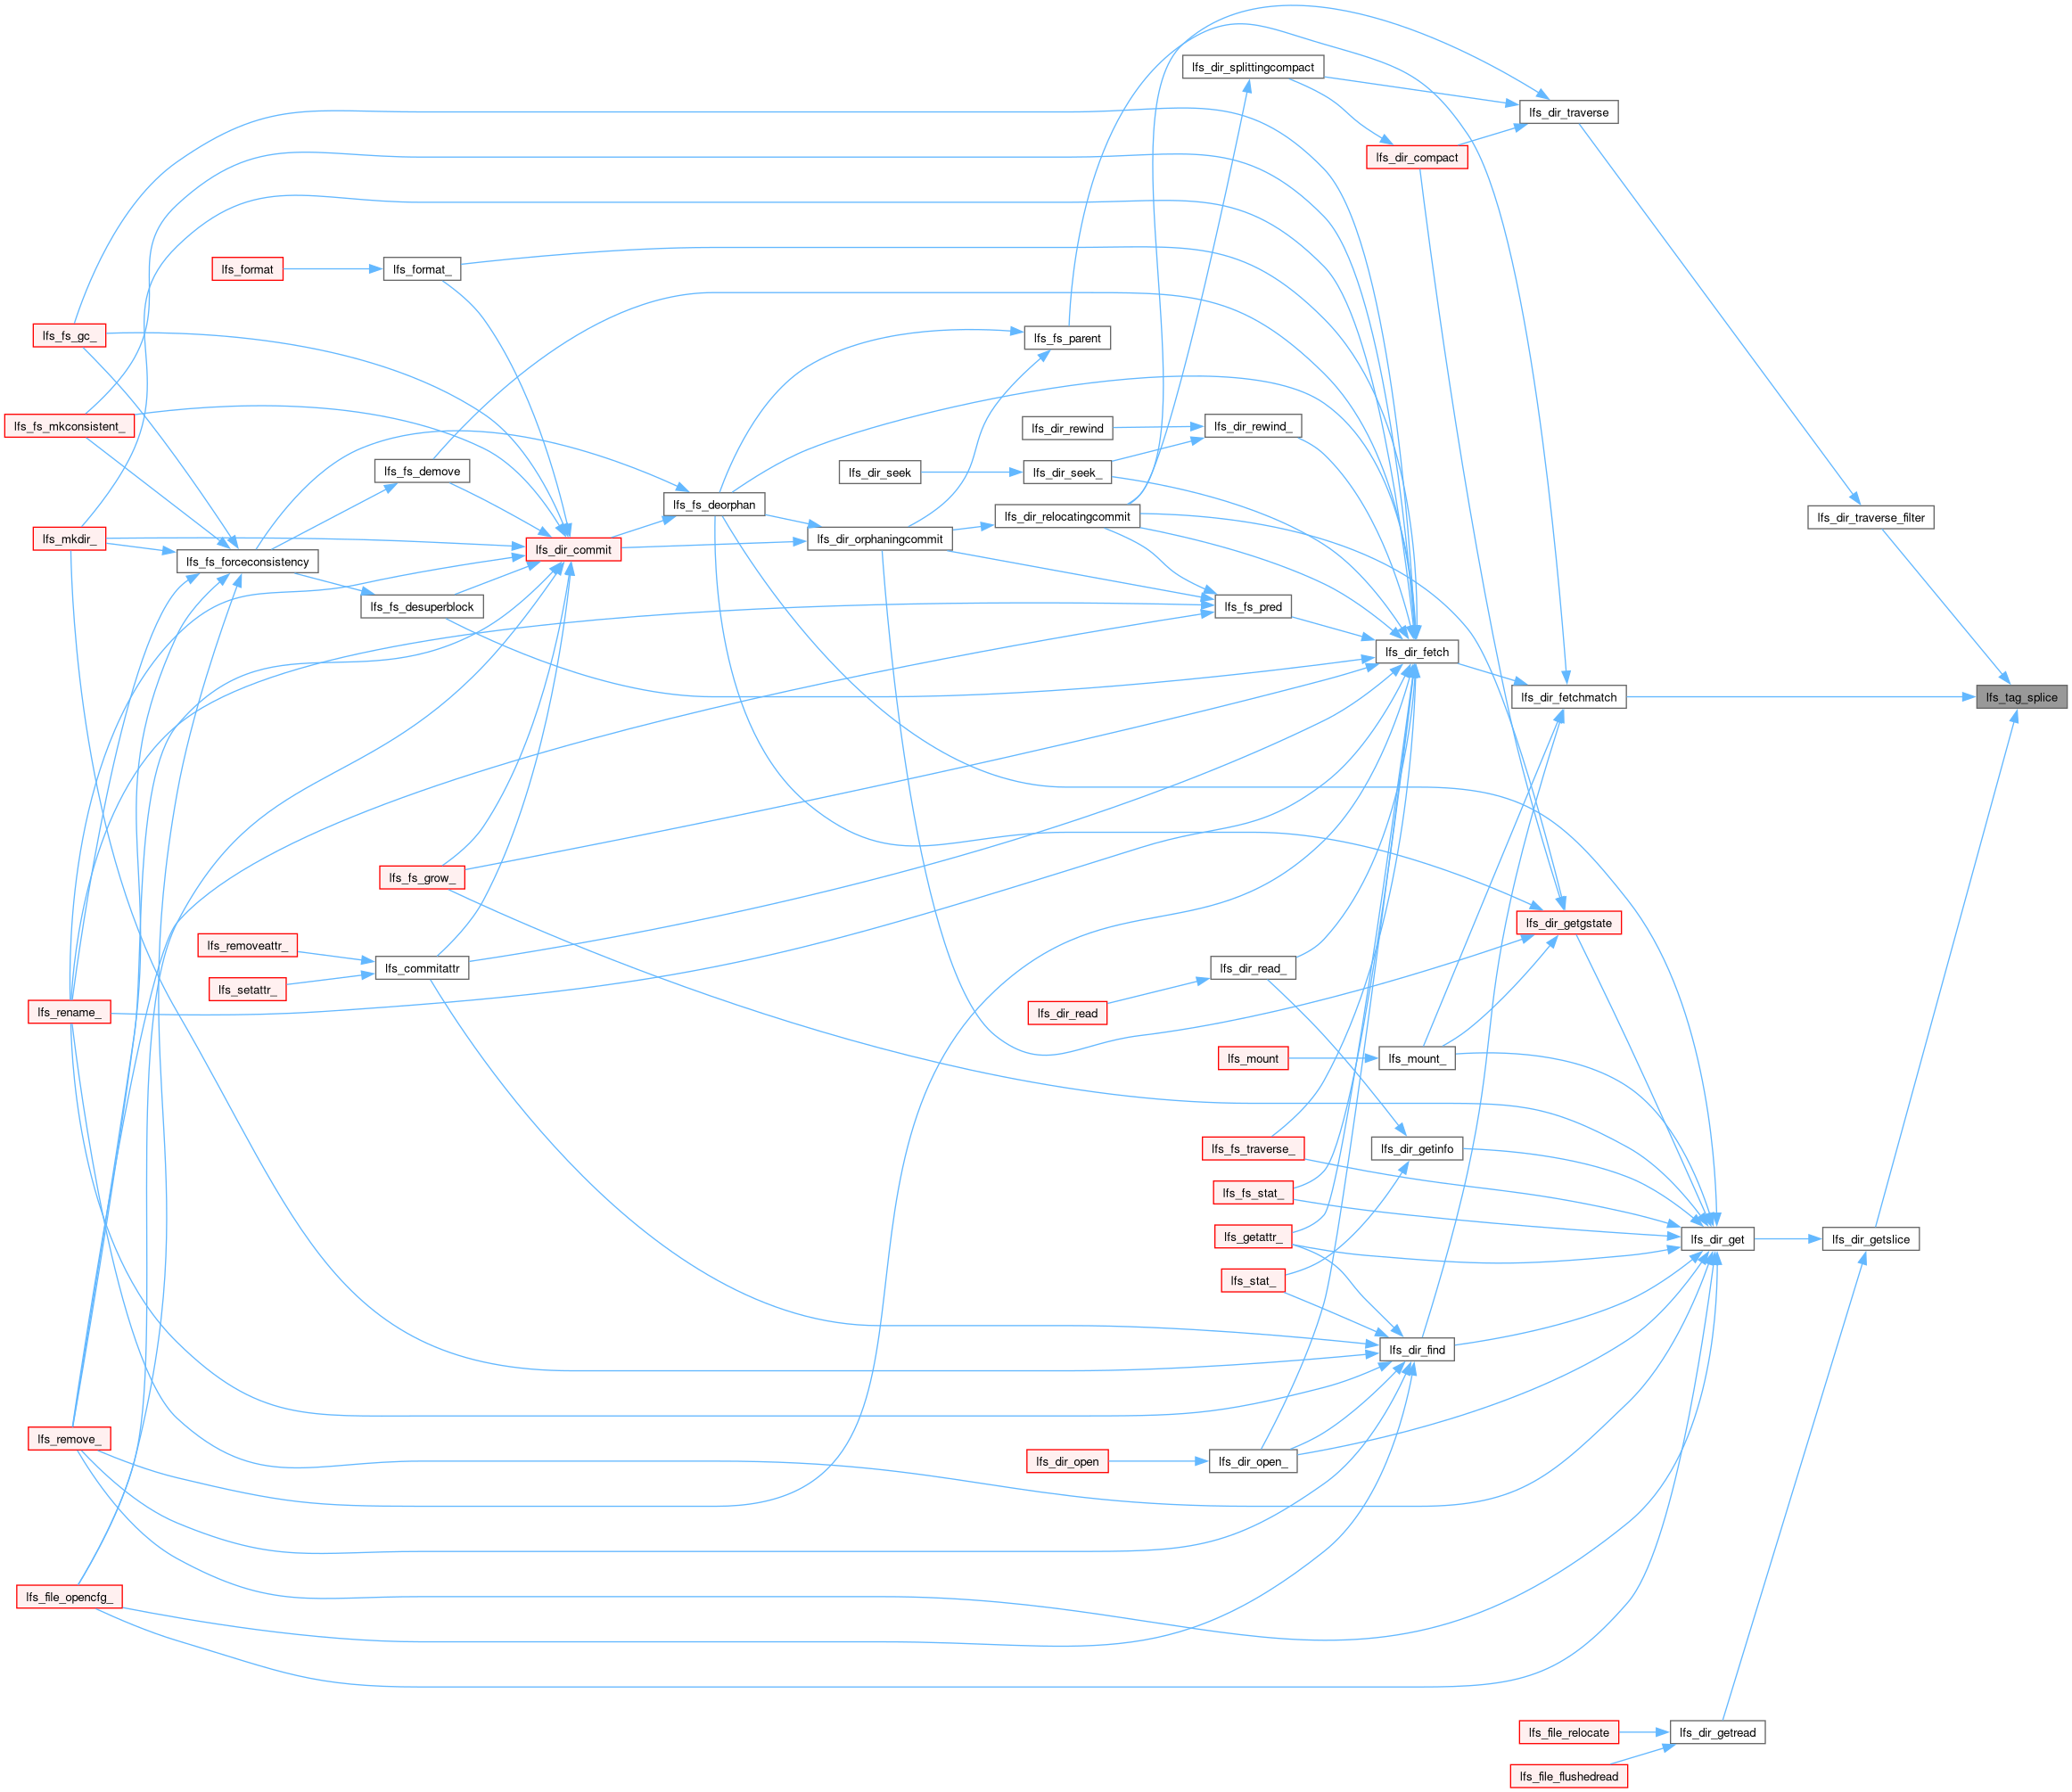 lfs_dir_splittingcompact
lfs_dir_traverse
lfs_dir_compact
lfs_format
lfs_format_
lfs_fs_gc_
lfs_fs_parent
lfs_fs_mkconsistent_
lfs_dir_rewind
lfs_dir_rewind_
lfs_fs_demove
lfs_dir_seek
lfs_dir_seek_
lfs_fs_deorphan
lfs_dir_relocatingcommit
lfs_dir_traverse_filter
lfs_mkdir_
lfs_dir_orphaningcommit
lfs_dir_commit
lfs_fs_forceconsistency
lfs_fs_desuperblock
lfs_fs_pred
lfs_dir_fetch
lfs_dir_fetchmatch
lfs_tag_splice
lfs_fs_grow_
lfs_dir_getgstate
lfs_removeattr_
lfs_commitattr
lfs_dir_read_
lfs_setattr_
lfs_rename_
lfs_dir_read
lfs_mount
lfs_mount_
lfs_fs_traverse_
lfs_dir_getinfo
lfs_fs_stat_
lfs_getattr_
lfs_dir_get
lfs_dir_getslice
lfs_stat_
lfs_dir_find
lfs_remove_
lfs_dir_open
lfs_dir_open_
lfs_file_opencfg_
lfs_file_relocate
lfs_dir_getread
lfs_file_flushedread